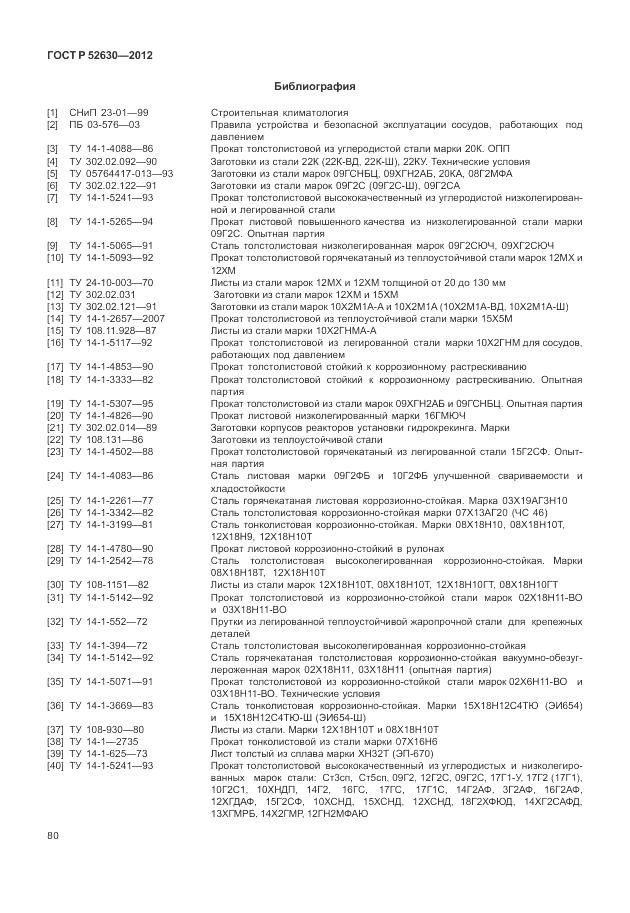 ГОСТ Р 52630—2012
Библиография
[1] СНиП 23-01—99 Строительная климатология
[2] ПБ 03-576—03 Правила устройства и безопасной эксплуатации сосудов, работающих под
давлением
[3] ТУ 14-1-4088—86 Прокат толстолистовой из углеродистой стали марки 20К. ОПП
[4] ТУ 302.02.092—90 Заготовки из стали 22К (22К-ВД, 22К-Ш), 22КУ. Технические условия
[5] ТУ 05764417-013—93 Заготовки из стали марок 09ГСНБЦ, 09ХГН2АБ, 20КА, 08Г2МФА
[6] ТУ 302.02.122—91 Заготовки из стали марок 09Г2С (09Г2С-Ш), 09Г2СА
[7] ТУ 14-1-5241—93 Прокат толстолистовой высококачественный из углеродистой низколегирован-
ной и легированной стали
[8] ТУ 14-1-5265—94 Прокат листовой повышенного качества из низколегированной стали марки
09Г2С. Опытная партия
[9] ТУ 14-1-5065—91 Сталь толстолистовая низколегированная марок 09Г2СЮЧ, 09ХГ2СЮЧ
[10] ТУ 14-1-5093—92 Прокат толстолистовой горячекатаный из теплоустойчивой стали марок 12МХ и
12ХМ
[11] ТУ 24-10-003—70 Листы из стали марок 12МХ и 12ХМ толщиной от 20 до 130 мм
[12] ТУ 302.02.031 Заготовки из стали марок 12ХМ и 15ХМ
[13] ТУ 302.02.121—91 Заготовки из стали марок 10Х2М1А-А и 10Х2М1А (10Х2М1А-ВД, 10Х2М1А-Ш)
[14] ТУ 14-1-2657—2007 Прокат толстолистовой из теплоустойчивой стали марки 15Х5М
[15] ТУ 108.11.928—87 Листы из стали марки 10Х2ГНМА-А
[16] ТУ 14-1-5117—92 Прокат толстолистовой из легированной стали марки 10Х2ГНМ для сосудов,
работающих под давлением
[17] ТУ 14-1-4853—90 Прокат толстолистовой стойкий к коррозионному растрескиванию
[18] ТУ 14-1-3333—82 Прокат толстолистовой стойкий к коррозионному растрескиванию. Опытная
партия
[19] ТУ 14-1-5307—95 Прокат толстолистовой из стали марок 09ХГН2АБ и 09ГСНБЦ. Опытная партия
[20] ТУ 14-1-4826—90 Прокат листовой низколегированный марки 16ГМЮЧ
[21] ТУ 302.02.014—89 Заготовки корпусов реакторов установки гидрокрекинга. Марки
[22] ТУ 108.131—86 Заготовки из теплоустойчивой стали
[23] ТУ 14-1-4502—88 Прокат толстолистовой горячекатаный из легированной стали 15Г2СФ. Опыт-
ная партия
[24] ТУ 14-1-4083—86 Сталь листовая марки 09Г2ФБ и 10Г2ФБ улучшенной свариваемости и
хладостойкости
[25] ТУ 14-1-2261—77 Сталь горячекатаная листовая коррозионно-стойкая. Марка 03Х19АГ3Н10
[26] ТУ 14-1-3342—82 Сталь толстолистовая коррозионно-стойкая марки 07Х13АГ20 (ЧС 46)
[27] ТУ 14-1-3199—81 Сталь тонколистовая коррозионно-стойкая. Марки 08Х18Н10, 08Х18Н10Т,
12Х18Н9, 12Х18Н10Т
[28] ТУ 14-1-4780—90 Прокат листовой коррозионно-стойкий в рулонах
[29] ТУ 14-1-2542—78 Сталь толстолистовая высоколегированная коррозионно-стойкая. Марки
08Х18Н18Т, 12Х18Н10Т
[30] ТУ 108-1151—82 Листы из стали марок 12Х18Н10Т, 08Х18Н10Т, 12Х18Н10ГТ, 08Х18Н10ГТ
[31] ТУ 14-1-5142—92 Прокат толстолистовой из коррозионно-стойкой стали марок 02Х18Н11-ВО
и 03Х18Н11-ВО
[32] ТУ 14-1-552—72 Прутки из легированной теплоустойчивой жаропрочной стали для крепежных
деталей
[33] ТУ 14-1-394—72 Сталь толстолистовая высоколегированная коррозионно-стойкая
[34] ТУ 14-1-5142—92 Сталь горячекатаная толстолистовая коррозионно-стойкая вакуумно-обезуг-
лероженная марок 02Х18Н11, 03Х18Н11 (опытная партия)
[35] ТУ 14-1-5071—91 Прокат толстолистовой из коррозионно-стойкой стали марок 02Х6Н11-ВО и
03Х18Н11-ВО. Технические условия
[36] ТУ 14-1-3669—83 Сталь тонколистовая коррозионно-стойкая. Марки 15Х18Н12С4ТЮ (ЭИ654)
и 15Х18Н12С4ТЮ-Ш (ЭИ654-Ш)
[37] ТУ 108-930—80 Листы из стали. Марки 12Х18Н10Т и 08Х18Н10Т
[38] ТУ 14-1—2735 Прокат тонколистовой из стали марки 07Х16Н6
[39] ТУ 14-1-625—73 Лист толстый из сплава марки ХН32Т (ЭП-670)
[40] ТУ 14-1-5241—93 Прокат толстолистовой высококачественный из углеродистых и низколегиро-
ванных марок стали: Ст3сп, Ст5сп, 09Г2, 12Г2С, 09Г2С, 17Г1-У, 17Г2 (17Г1),
10Г2С1, 10ХНДП, 14Г2, 16ГС, 17ГС, 17Г1С, 14Г2АФ, 3Г2АФ, 16Г2АФ,
12ХГДАФ, 15Г2СФ, 10ХСНД, 15ХСНД, 12ХСНД, 18Г2ХФЮД, 14ХГ2САФД,
13ХГМРБ, 14Х2ГМР, 12ГН2МФАЮ
80